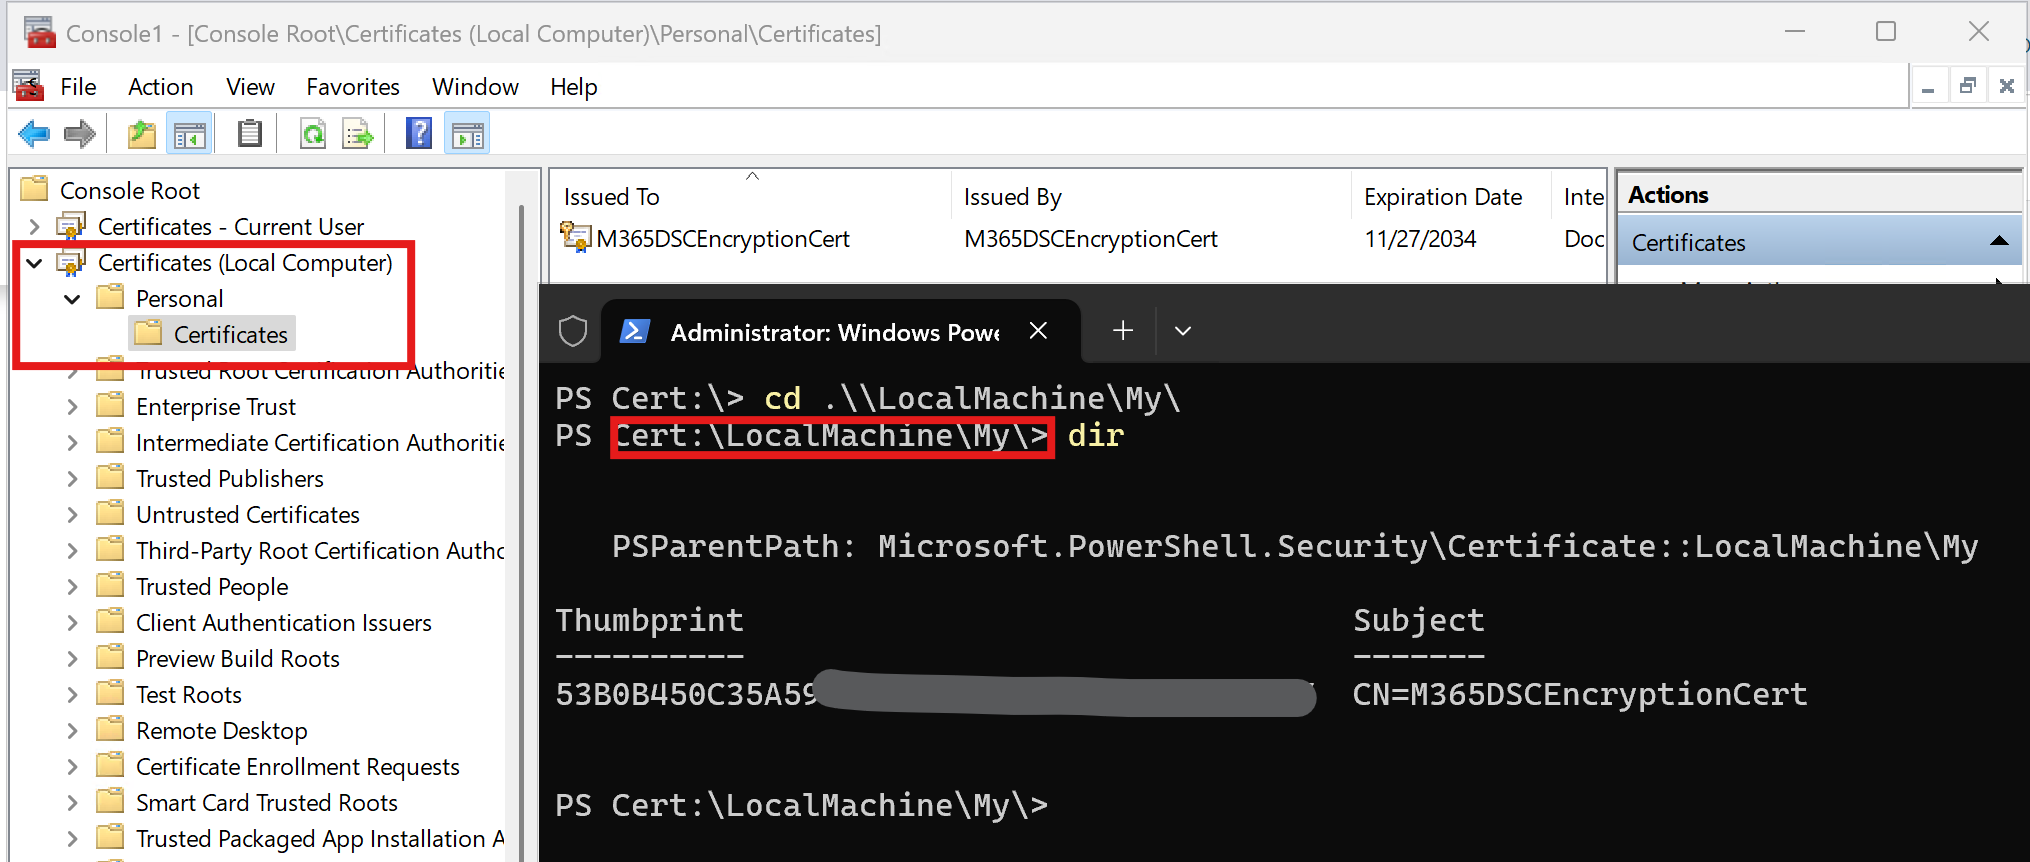 Console1 - [Console Root\Certificates (Local Computer)\Personal\Certificates]
File Action View Favorites Window Help
Console Root
Certificates - Current User
Certificates (Local Computer)
Personal
Certificates
Trusted Root Certification Authoritie
Enterprise Trust
Intermediate Certification Authoritie
Trusted Publishers
Untrusted Certificates
Third-Party Root Certification Autho
Trusted People
Client Authentication Issuers
Preview Build Roots
Test Roots
Remote Desktop
Certificate Enrollment Requests
Smart Card Trusted Roots
Trusted Packaged App Installation A
Issued To Issued By Expiration Date Inte
M365DSCEncryptionCert M365DSCEncryptionCert 11/27/2034 Doc
Actions
Certificates
Administrator: Windows Powe
PS Cert:\> cd .\\LocalMachine\My\
PS Cert:\LocalMachine\My\> dir
PSParentPath: Microsoft.PowerShell.Security\Certificate::LocalMachine\My
Thumbprint Subject
---------- -------
53B0B450C35A59 CN=M365DSCEncryptionCert
PS Cert:\LocalMachine\My\>